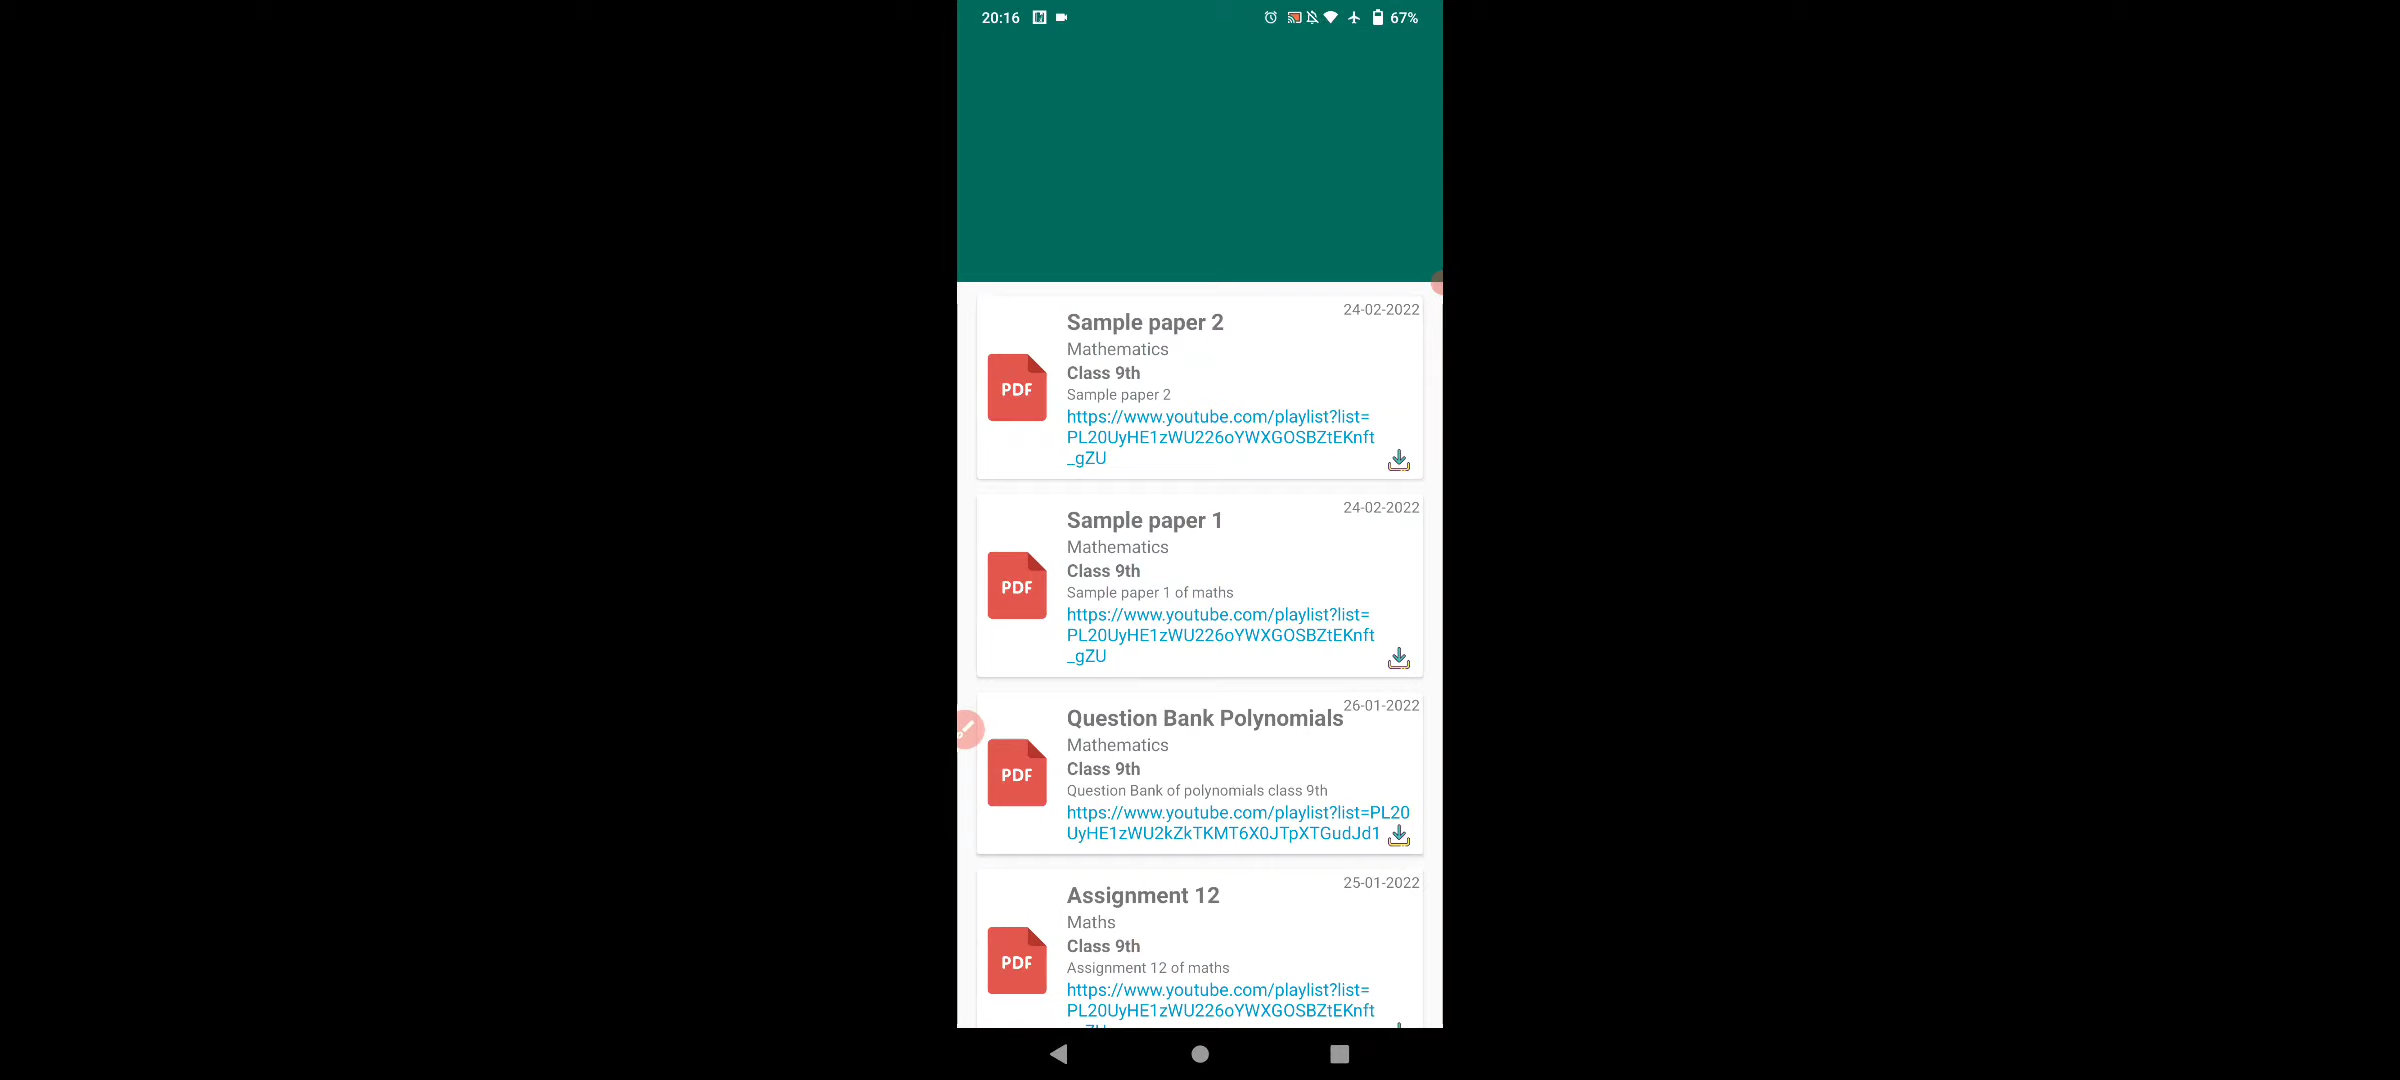 20:16
67%
24-02-2022
Sample paper 2
Mathematics
Class 9th
PDF
Sample paper 2
https://www.youtube.com/playlist?list=
PL20UyHE1zWU226oYWXGOSBZtEKnft
_gZU
24-02-2022
Sample paper 1
Mathematics
Class 9th
PDF
Sample paper 1 of maths
https://www.youtube.com/playlist?list=
PL20UyHE1zWU226oYWXGOSBZtEKnft
_gZU
26-01-2022
Question Bank Polynomials
Mathematics
Class 9th
PDF
Question Bank of polynomials class 9th
https://www.youtube.com/playlist?list=PL20
UyHE1zWU2kZkTKMT6X0JTpXTGudJd1
25-01-2022
Assignment 12
Maths
Class 9th
PDF
Assignment 12 of maths
https://www.youtube.com/playlist?list=
PL20UyHE1zWU226oYWXGOSBZtEKnft